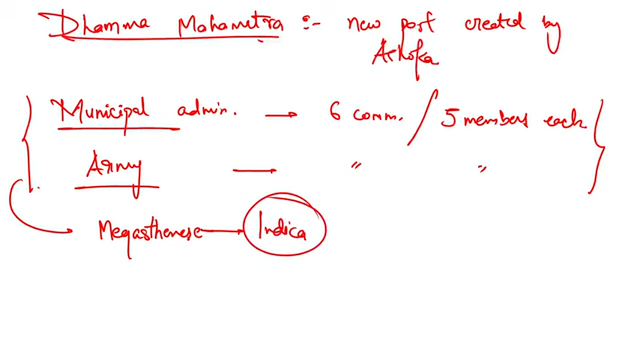 Dhamma Mahamatra :- new post created by
Ashoka
Municipal admin. → 6 comm. / 5 members each
Army → " "
Megasthenese → Indica